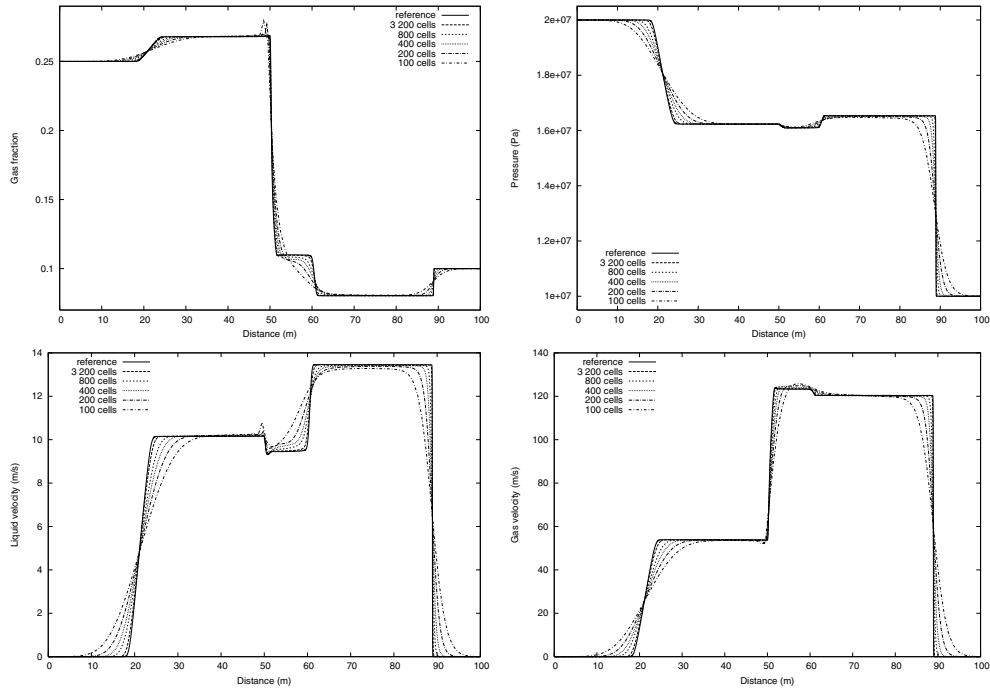 reference
3 200 cells
800 cells
400 cells
200 cells
100 cells
0.25
0.2
0.15
0.1
Gas fraction
0 10 20 30 40 50 60 70 80 90 100
Distance (m)
2e+07
1.8e+07
1.6e+07
1.4e+07
1.2e+07
1e+07
Pressure (Pa)
reference
3 200 cells
800 cells
400 cells
200 cells
100 cells
0 10 20 30 40 50 60 70 80 90 100
Distance (m)
14
12
10
8
6
4
2
0
Liquid velocity (m/s)
reference
3 200 cells
800 cells
400 cells
200 cells
100 cells
0 10 20 30 40 50 60 70 80 90 100
Distance (m)
140
120
100
80
60
40
20
0
Gas velocity (m/s)
reference
3 200 cells
800 cells
400 cells
200 cells
100 cells
0 10 20 30 40 50 60 70 80 90 100
Distance (m)